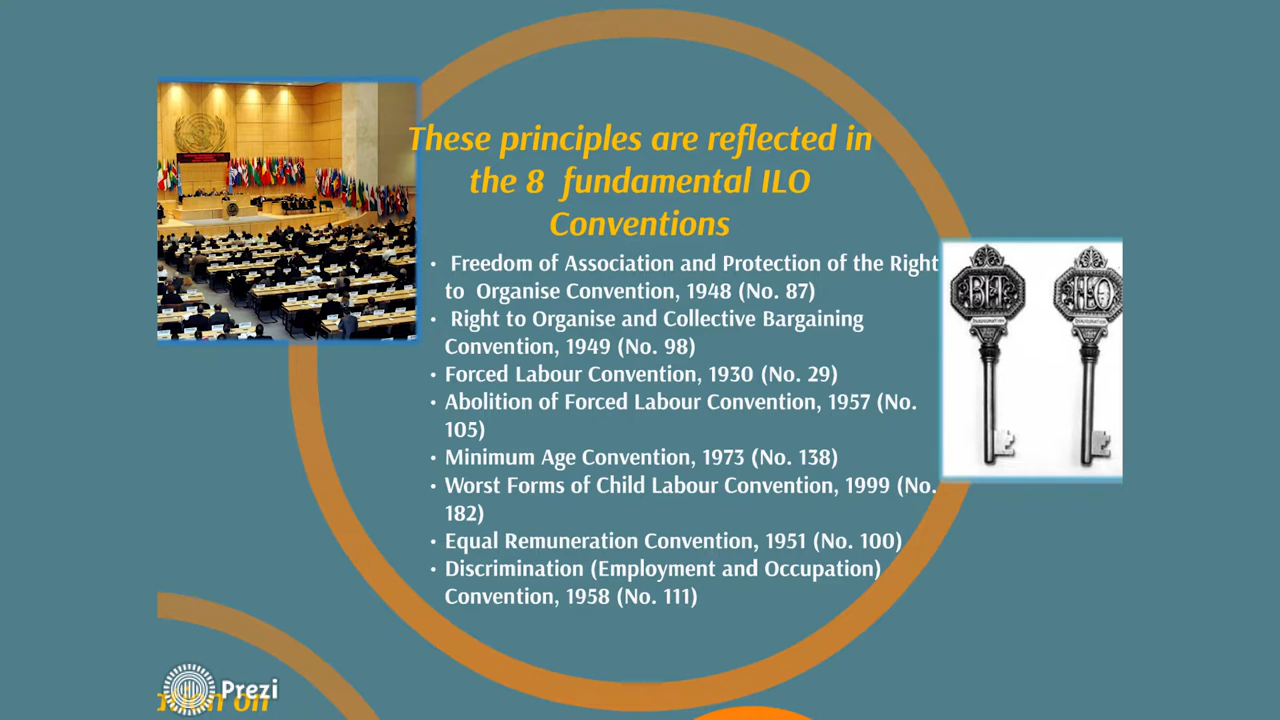 These principles are reflected in
the 8 fundamental ILO
Conventions
• Freedom of Association and Protection of the Right
to Organise Convention, 1948 (No. 87)
• Right to Organise and Collective Bargaining
Convention, 1949 (No. 98)
• Forced Labour Convention, 1930 (No. 29)
• Abolition of Forced Labour Convention, 1957 (No.
105)
• Minimum Age Convention, 1973 (No. 138)
• Worst Forms of Child Labour Convention, 1999 (No.
182)
• Equal Remuneration Convention, 1951 (No. 100)
• Discrimination (Employment and Occupation)
Convention, 1958 (No. 111)
BIT
ILO
Prezi
on